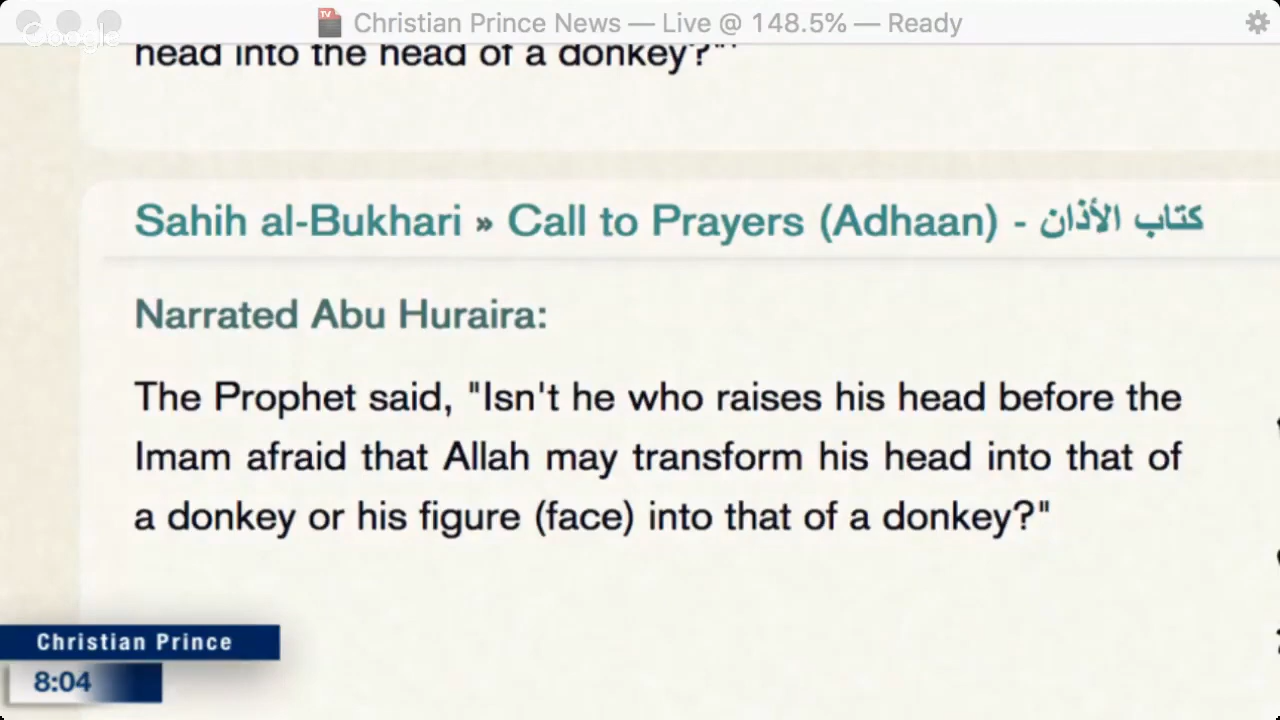 TV Christian Prince News — Live @ 148.5% — Ready
Google
head into the head of a donkey?"'
Sahih al-Bukhari » Call to Prayers (Adhaan) - كتاب الأذان
Narrated Abu Huraira:
The Prophet said, "Isn't he who raises his head before the
Imam afraid that Allah may transform his head into that of
a donkey or his figure (face) into that of a donkey?"
Christian Prince
8:04